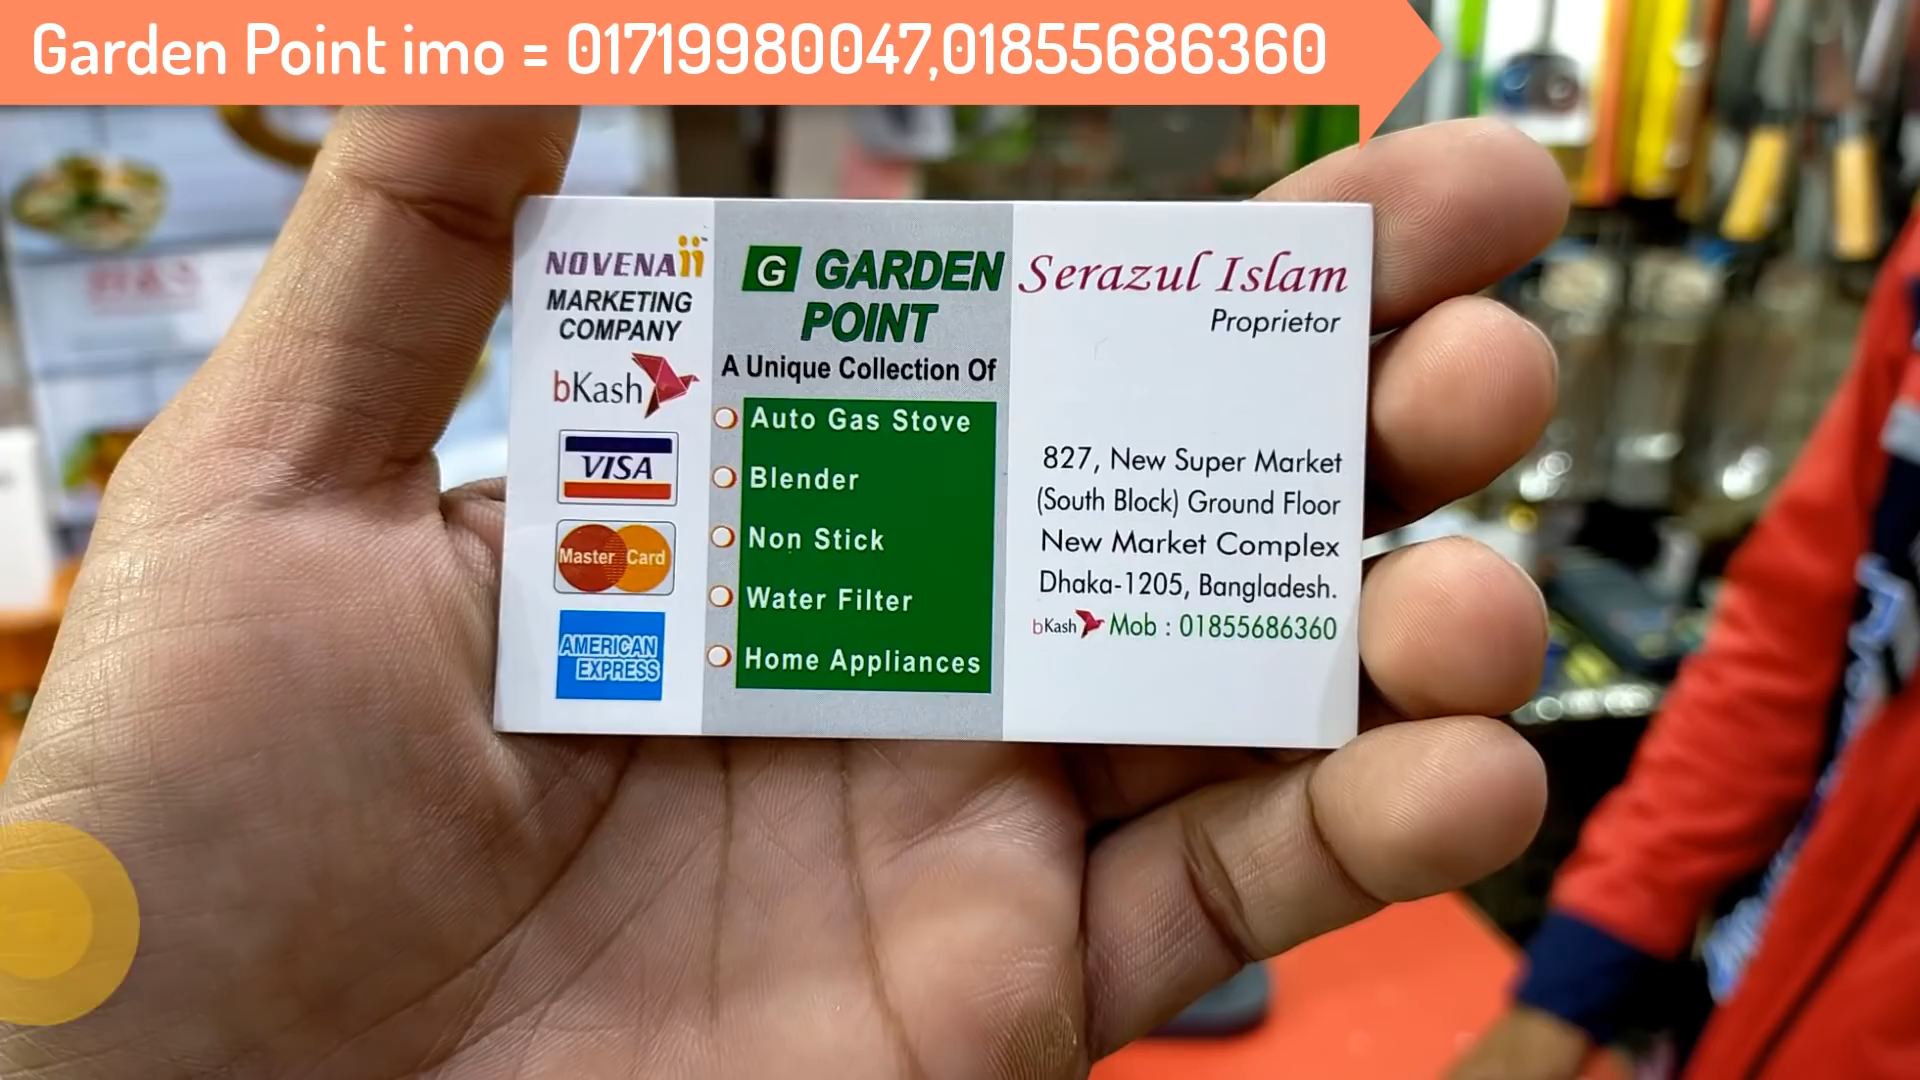 Garden Point imo = 01719980047,01855686360
NOVENA
MARKETING
COMPANY
bKash
VISA
Master Card
AMERICAN
EXPRESS
G GARDEN
POINT
A Unique Collection Of
Auto Gas Stove
Blender
Non Stick
Water Filter
Home Appliances
Serazul Islam
Proprietor
827, New Super Market
(South Block) Ground Floor
New Market Complex
Dhaka-1205, Bangladesh.
bKash Mob : 01855686360